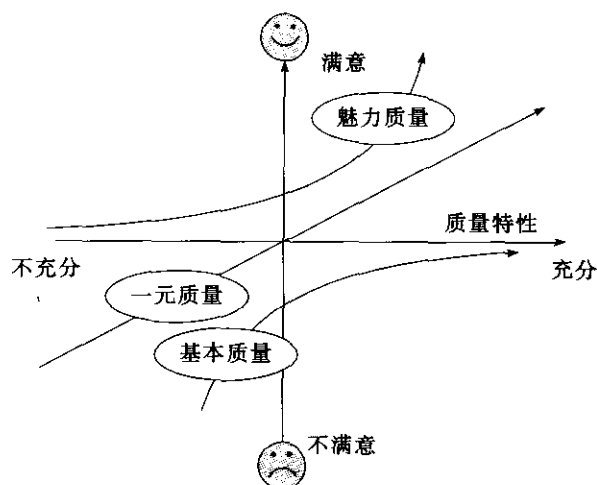 满意
魅力质量
质量特性
不充分
充分
一元质量
基本质量
不满意